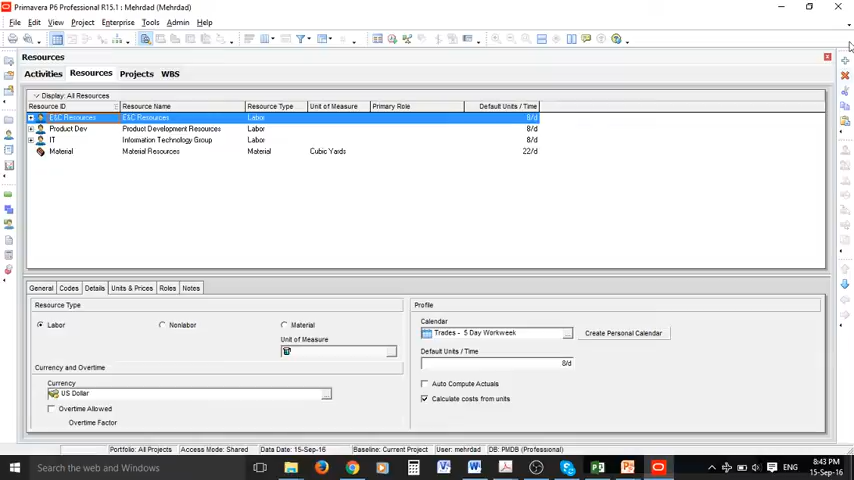 Primavera P6 Professional R15.1 : Mehrdad (Mehrdad)
File Edit View Project Enterprise Tools Admin Help
Resources
Activities Resources Projects WBS
Display: All Resources
Resource ID Resource Name Resource Type Unit of Measure Primary Role Default Units / Time
E&C Resources E&C Resources Labor 8/d
Product Dev Product Development Resources Labor 8/d
IT Information Technology Group Labor 8/d
Material Material Resources Material Cubic Yards 22/d
General Codes Details Units & Prices Roles Notes
Resource Type Profile
Labor Nonlabor Material
Unit of Measure
Calendar
Trades - 5 Day Workweek Create Personal Calendar
Default Units / Time
8/d
Currency and Overtime
Currency
US Dollar
Overtime Allowed
Overtime Factor
Auto Compute Actuals
Calculate costs from units
Portfolio: All Projects Access Mode: Shared Data Date: 15-Sep-16 Baseline: Current Project User: mehrdad DB: PMDB (Professional)
Search the web and Windows
ENG
8:43 PM
15-Sep-16